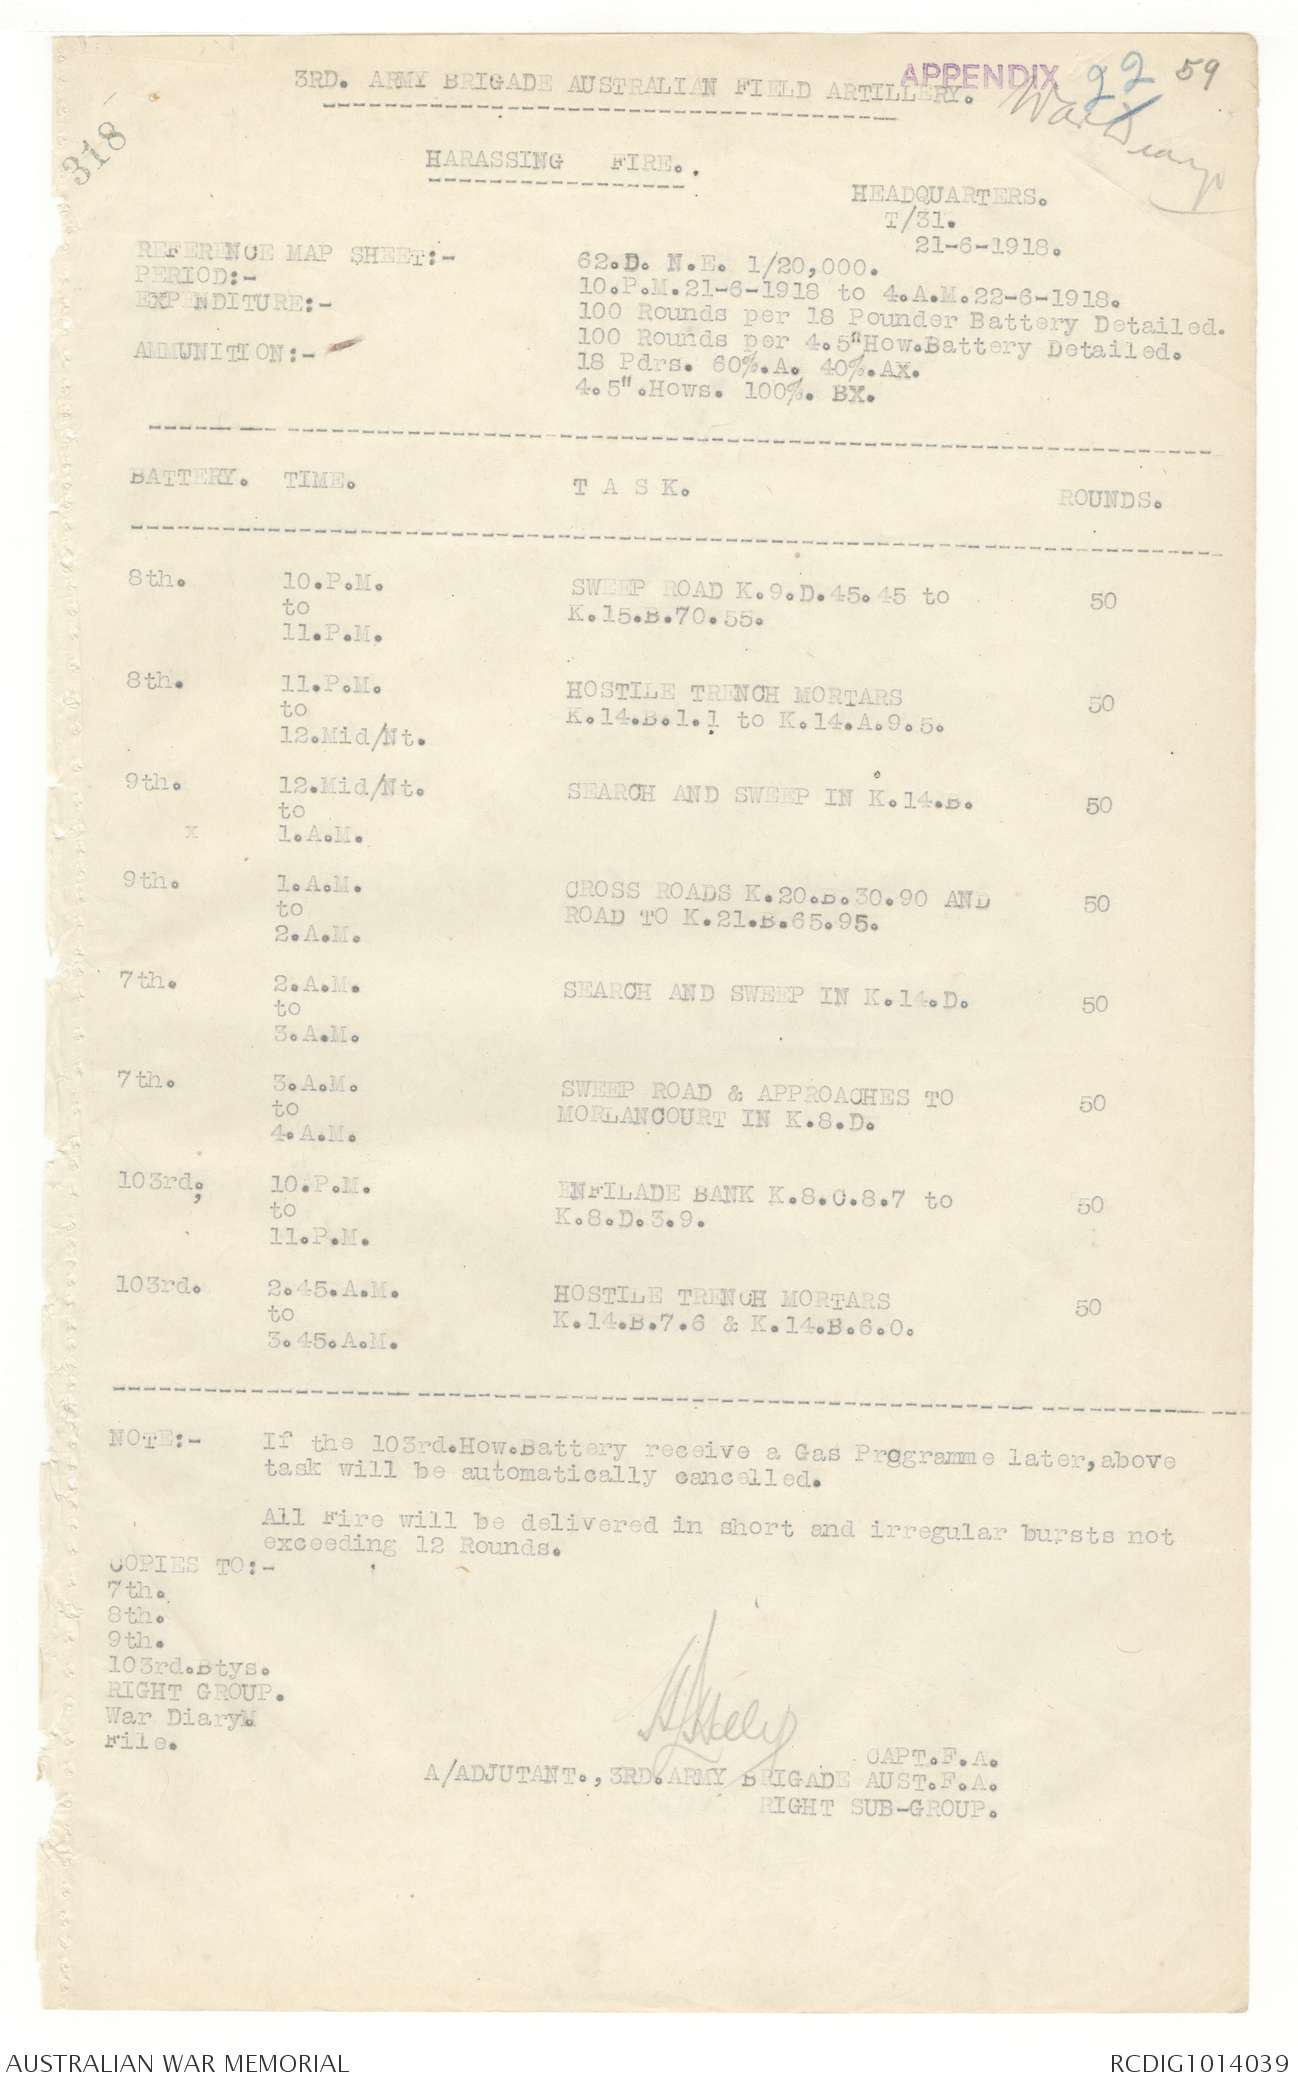 3RD. ARMY BRIGADE AUSTRALIAN FIELD ARTILLERY.
APPENDIX 22 59
War Diary
318
HARASSING FIRE..
HEADQUARTERS.
T/31.
21-6-1918.
REFERENCE MAP SHEET:- 62.D. N.E. 1/20,000.
PERIOD:- 10.P.M.21-6-1918 to 4.A.M.22-6-1918.
EXPENDITURE:- 100 Rounds per 18 Pounder Battery Detailed.
100 Rounds per 4.5"How.Battery Detailed.
AMMUNITION:- 18 Pdrs. 60%.A. 40%.AX.
4.5".Hows. 100%. BX.
BATTERY. TIME. T A S K. ROUNDS.
8th. 10.P.M. SWEEP ROAD K.9.D.45.45 to 50
to K.15.B.70.55.
11.P.M.
8th. 11.P.M. HOSTILE TRENCH MORTARS 50
to K.14.B.1.1 to K.14.A.9.5.
12.Mid/Nt.
9th. 12.Mid/Nt. SEARCH AND SWEEP IN K.14.B. 50
to
x 1.A.M.
9th. 1.A.M. CROSS ROADS K.20.B.30.90 AND 50
to ROAD TO K.21.B.65.95.
2.A.M.
7th. 2.A.M. SEARCH AND SWEEP IN K.14.D. 50
to
3.A.M.
7th. 3.A.M. SWEEP ROAD & APPROACHES TO 50
to MORLANCOURT IN K.8.D.
4.A.M.
103rd; 10.P.M. ENFILADE BANK K.8.C.8.7 to 50
to K.8.D.3.9.
11.P.M.
103rd. 2.45.A.M. HOSTILE TRENCH MORTARS 50
to K.14.B.7.6 & K.14.B.6.0.
3.45.A.M.
NOTE:- If the 103rd.How.Battery receive a Gas Programme later,above
task will be automatically cancelled.
All Fire will be delivered in short and irregular bursts not
exceeding 12 Rounds.
COPIES TO:-
7th.
8th.
9th.
103rd.Btys.
RIGHT GROUP.
War Diary.
File.
CAPT.F.A.
A/ADJUTANT.,3RD.ARMY BRIGADE AUST.F.A.
RIGHT SUB-GROUP.
AUSTRALIAN WAR MEMORIAL RCDIG1014039